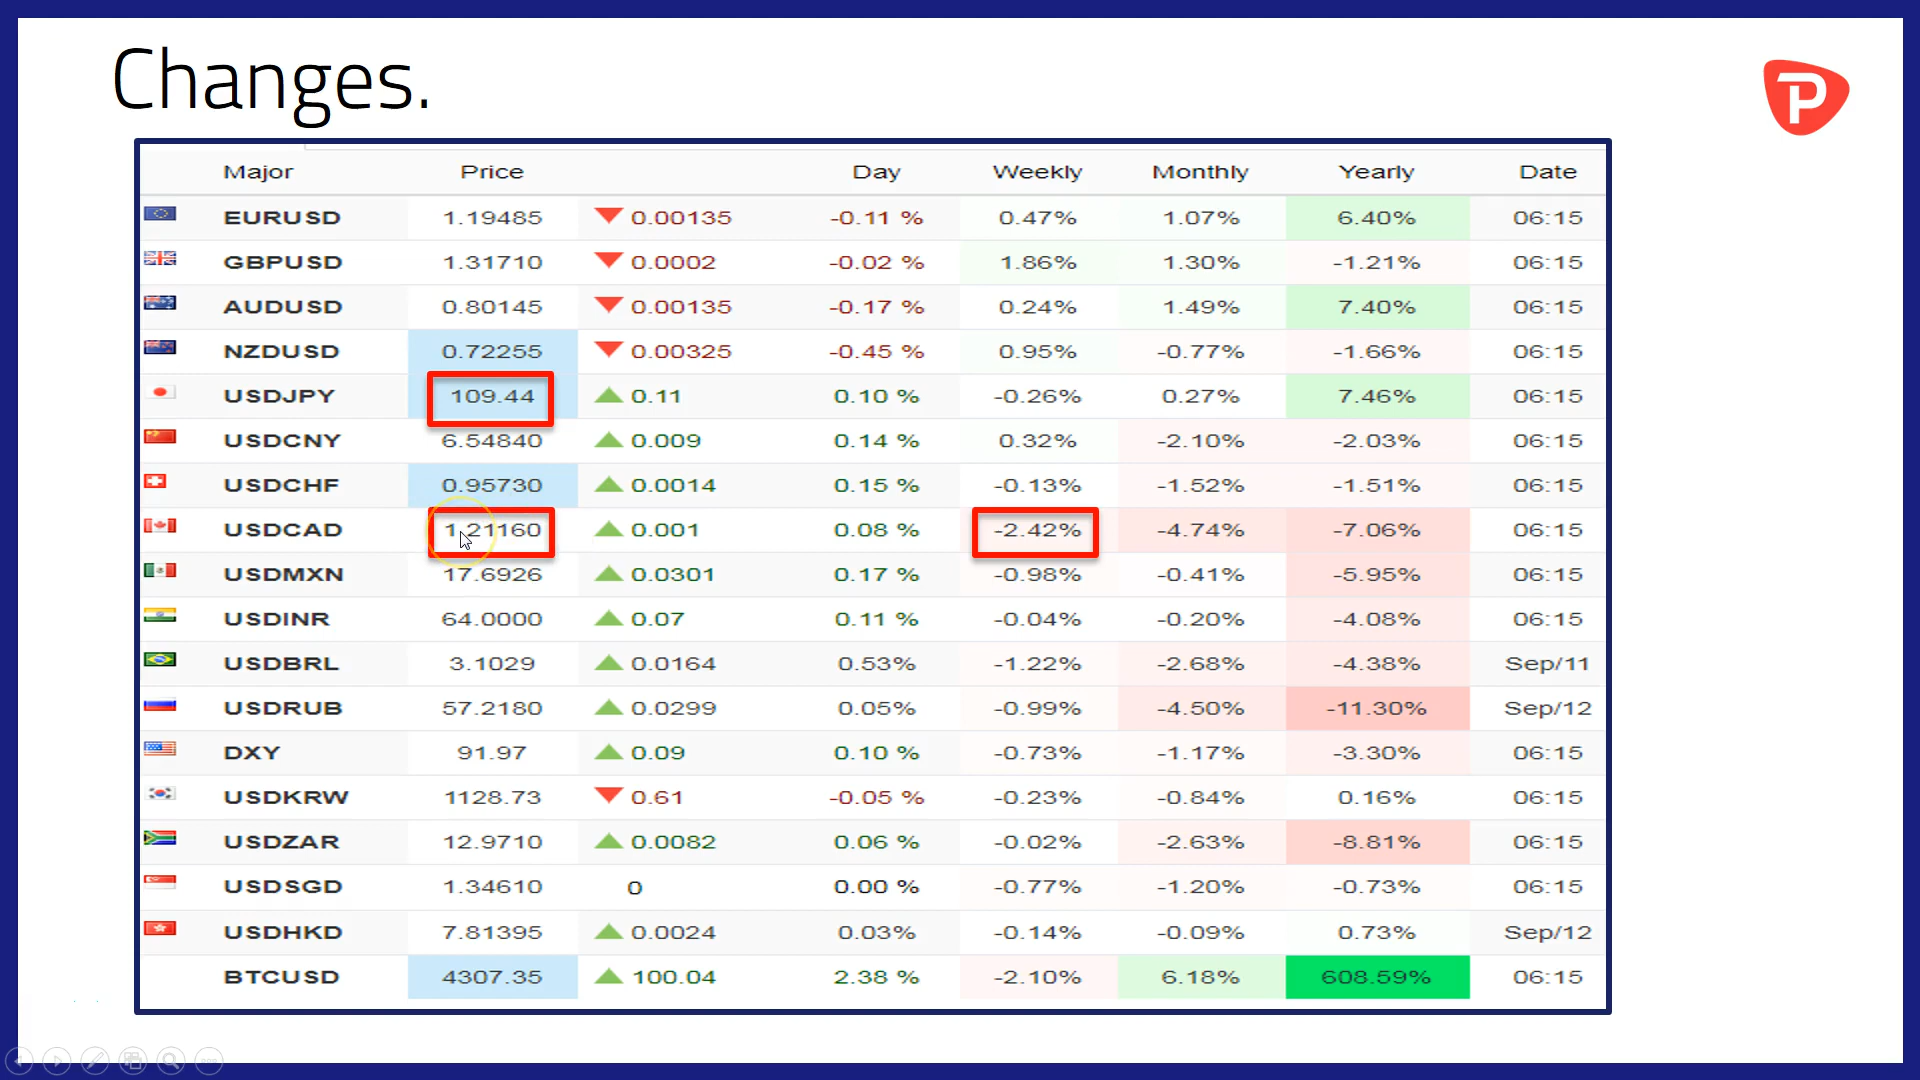 Changes.
P
Major Price Day Weekly Monthly Yearly Date
EURUSD 1.19485 0.00135 -0.11 % 0.47% 1.07% 6.40% 06:15
GBPUSD 1.31710 0.0002 -0.02 % 1.86% 1.30% -1.21% 06:15
AUDUSD 0.80145 0.00135 -0.17 % 0.24% 1.49% 7.40% 06:15
NZDUSD 0.72255 0.00325 -0.45 % 0.95% -0.77% -1.66% 06:15
USDJPY 109.44 0.11 0.10 % -0.26% 0.27% 7.46% 06:15
USDCNY 6.54840 0.009 0.14 % 0.32% -2.10% -2.03% 06:15
USDCHF 0.95730 0.0014 0.15 % -0.13% -1.52% -1.51% 06:15
USDCAD 1.21160 0.001 0.08 % -2.42% -4.74% -7.06% 06:15
USDMXN 17.6926 0.0301 0.17 % -0.98% -0.41% -5.95% 06:15
USDINR 64.0000 0.07 0.11 % -0.04% -0.20% -4.08% 06:15
USDBRL 3.1029 0.0164 0.53% -1.22% -2.68% -4.38% Sep/11
USDRUB 57.2180 0.0299 0.05% -0.99% -4.50% -11.30% Sep/12
DXY 91.97 0.09 0.10 % -0.73% -1.17% -3.30% 06:15
USDKRW 1128.73 0.61 -0.05 % -0.23% -0.84% 0.16% 06:15
USDZAR 12.9710 0.0082 0.06 % -0.02% -2.63% -8.81% 06:15
USDSGD 1.34610 0 0.00 % -0.77% -1.20% -0.73% 06:15
USDHKD 7.81395 0.0024 0.03% -0.14% -0.09% 0.73% Sep/12
BTCUSD 4307.35 100.04 2.38 % -2.10% 6.18% 608.59% 06:15